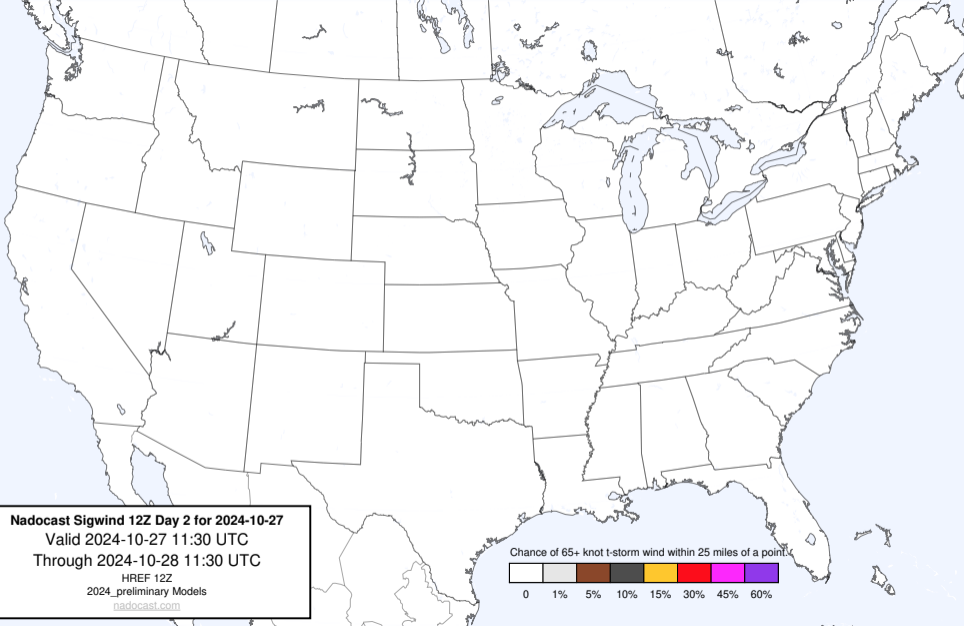 Nadocast Sigwind 12Z Day 2 for 2024-10-27
Valid 2024-10-27 11:30 UTC
Through 2024-10-28 11:30 UTC
HREF 12Z
2024_preliminary Models
nadocast.com
Chance of 65+ knot t-storm wind within 25 miles of a point.
0 1% 5% 10% 15% 30% 45% 60%